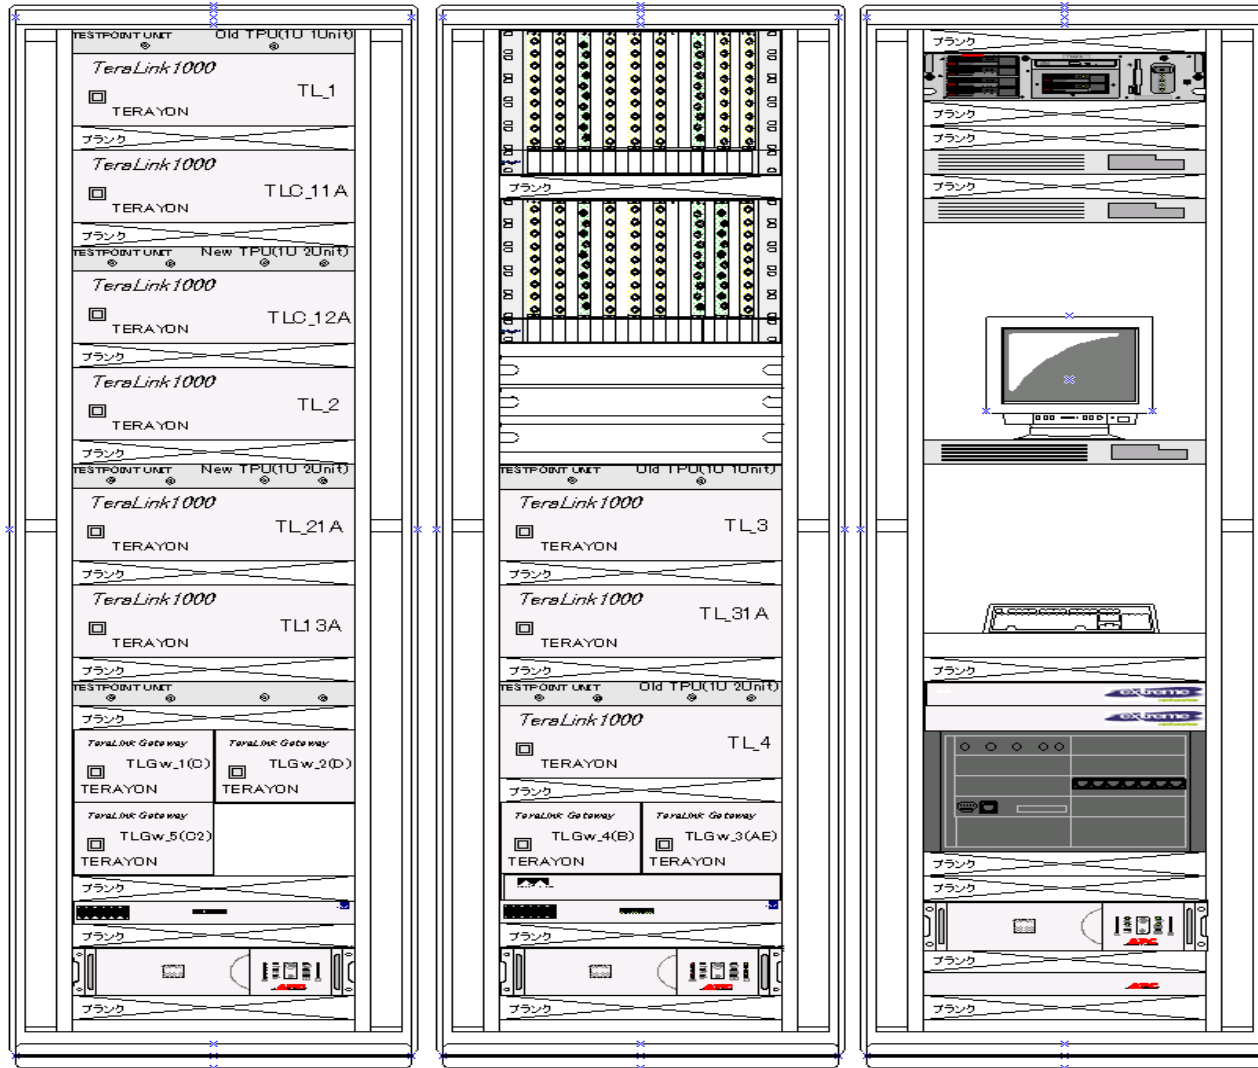 TESTPOINT UNIT Old TPU(1U 1Unit)
TeraLink1000
TL_1
TERAYON
ブランク
TeraLink1000
TLC_11A
TERAYON
ブランク
TESTPOINT UNIT New TPU(1U 2Unit)
TeraLink1000
TLC_12A
TERAYON
ブランク
TeraLink1000
TL_2
TERAYON
ブランク
TESTPOINT UNIT New TPU(1U 2Unit)
TeraLink1000
TL_21A
TERAYON
ブランク
TeraLink1000
TL13A
TERAYON
ブランク
TESTPOINT UNIT
ブランク
TeraLink Gateway
TLGw_1(C)
TERAYON
TeraLink Gateway
TLGw_2(D)
TERAYON
TeraLink Gateway
TLGw_5(C2)
TERAYON
ブランク
ブランク
APC
ブランク
ブランク
TESTPOINT UNIT Old TPU(1U 1Unit)
TeraLink1000
TL_3
TERAYON
ブランク
TeraLink1000
TL_31A
TERAYON
ブランク
TESTPOINT UNIT Old TPU(1U 2Unit)
TeraLink1000
TL_4
TERAYON
ブランク
TeraLink Gateway
TLGw_4(B)
TERAYON
TeraLink Gateway
TLGw_3(AE)
TERAYON
ブランク
APC
ブランク
ブランク
ブランク
ブランク
ブランク
ブランク
extreme
extreme
ブランク
ブランク
APC
ブランク
APC
ブランク